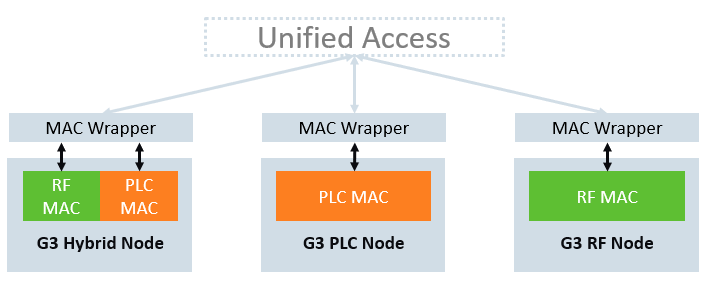 Unified Access
MAC Wrapper
MAC Wrapper
MAC Wrapper
RF
MAC
PLC
MAC
PLC MAC
RF MAC
G3 Hybrid Node
G3 PLC Node
G3 RF Node